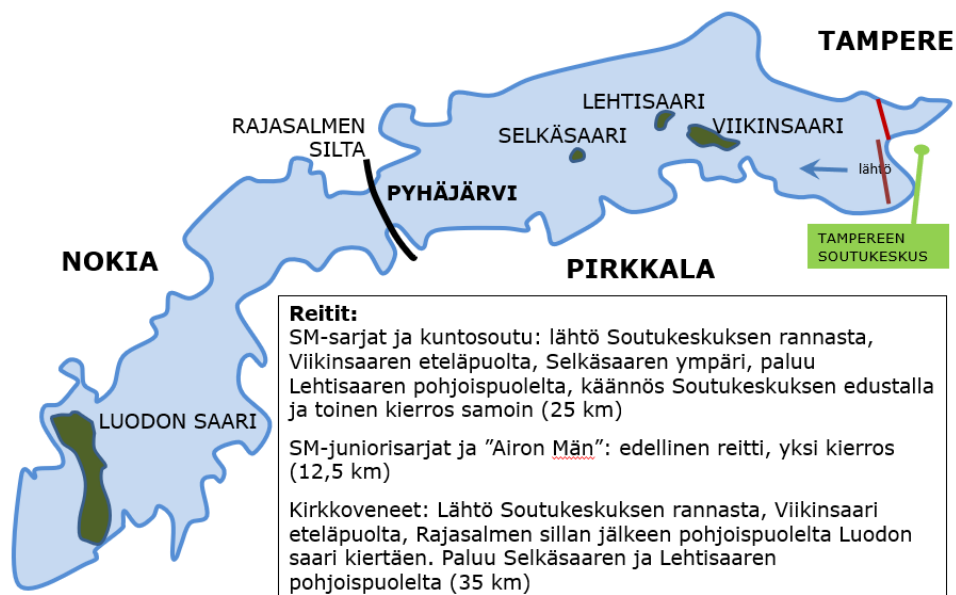 TAMPERE
LEHTISAARI
VIIKINSAARI
SELKÄSAARI
RAJASALMEN
SILTA
lähtö
PYHÄJÄRVI
TAMPEREEN
SOUTUKESKUS
NOKIA
PIRKKALA
LUODON SAARI
Reitit:
SM-sarjat ja kuntosoutu: lähtö Soutukeskuksen rannasta,
Viikinsaaren eteläpuolta, Selkäsaaren ympäri, paluu
Lehtisaaren pohjoispuolelta, käännös Soutukeskuksen edustalla
ja toinen kierros samoin (25 km)
SM-juniorisarjat ja ”Airon Män”: edellinen reitti, yksi kierros
(12,5 km)
Kirkkoveneet: Lähtö Soutukeskuksen rannasta, Viikinsaari
eteläpuolta, Rajasalmen sillan jälkeen pohjoispuolelta Luodon
saari kiertäen. Paluu Selkäsaaren ja Lehtisaaren
pohjoispuolelta (35 km)